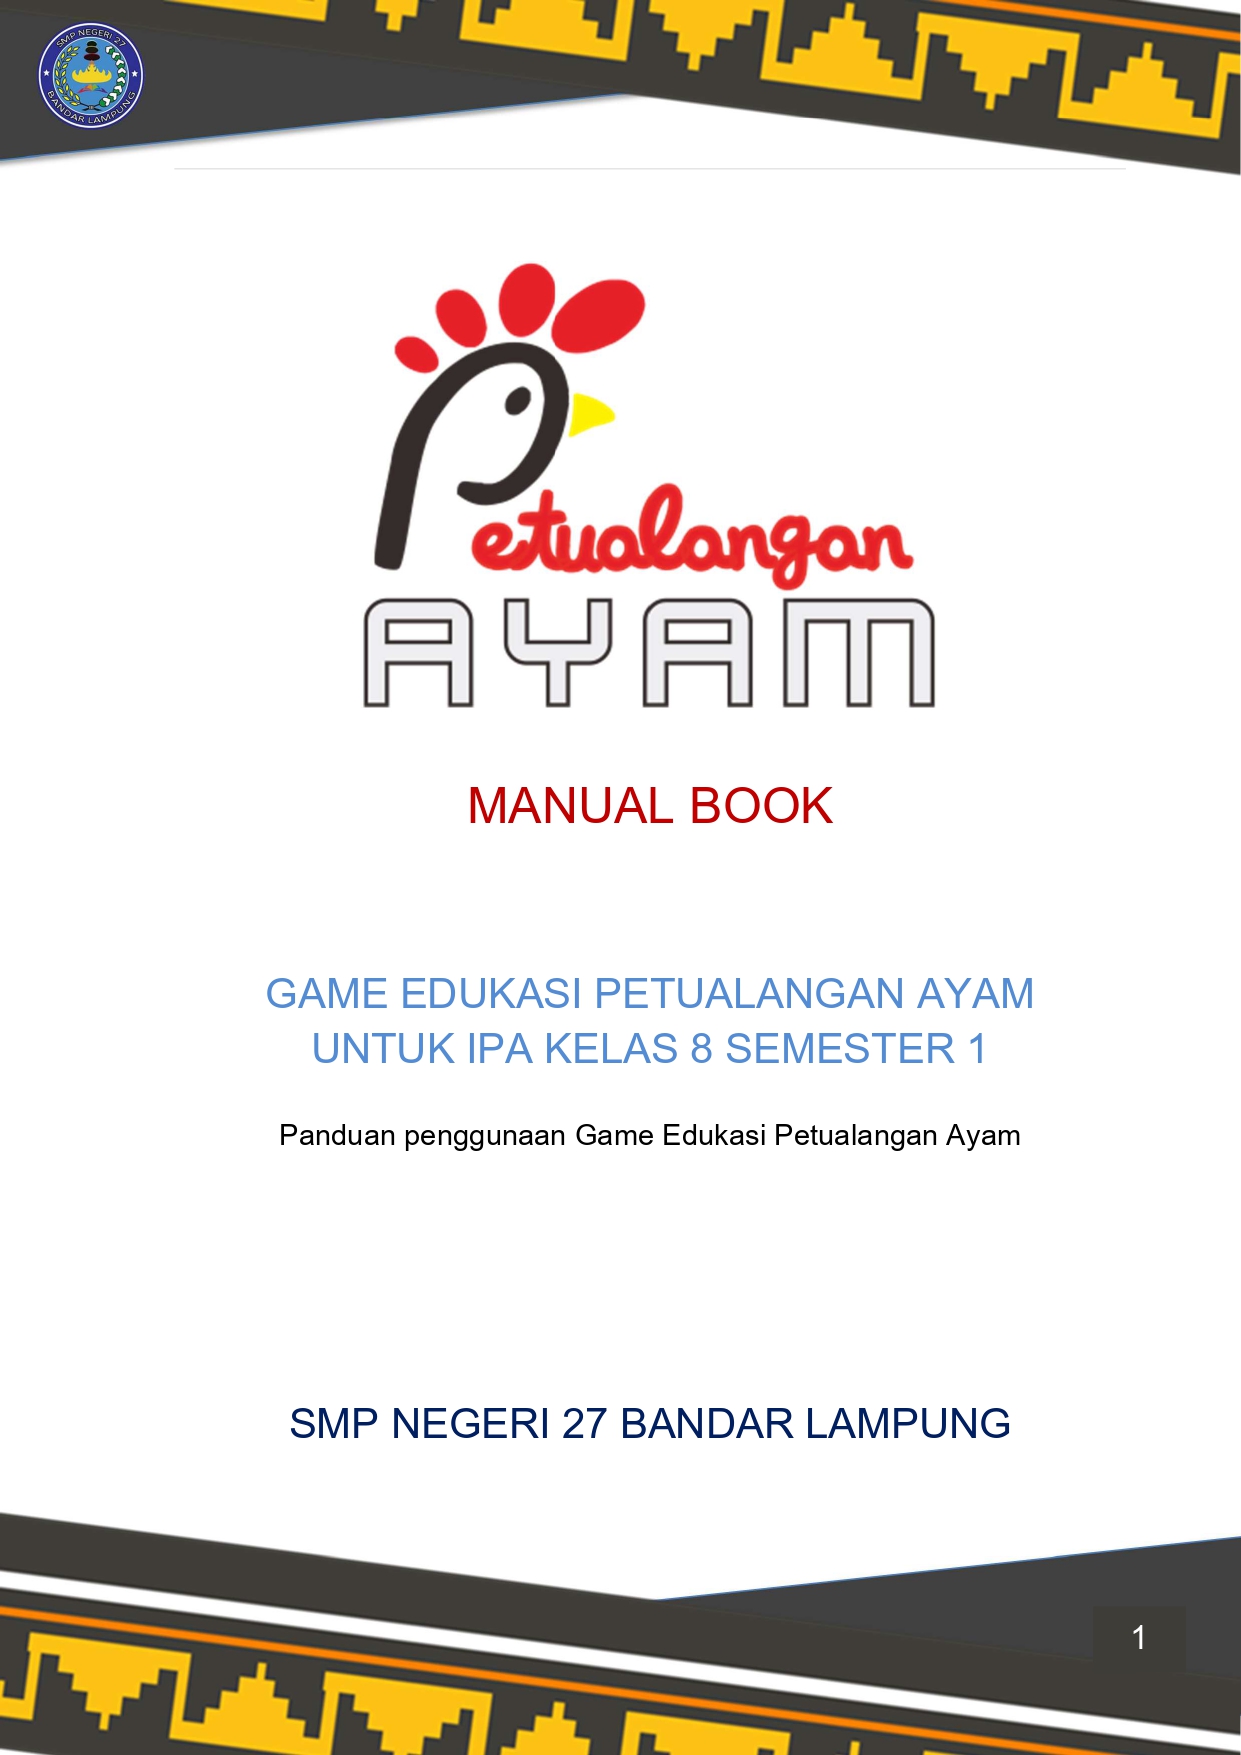 SMP NEGERI 27
BANDAR LAMPUNG
Petualangan
AYAM
MANUAL BOOK
GAME EDUKASI PETUALANGAN AYAM
UNTUK IPA KELAS 8 SEMESTER 1
Panduan penggunaan Game Edukasi Petualangan Ayam
SMP NEGERI 27 BANDAR LAMPUNG
1